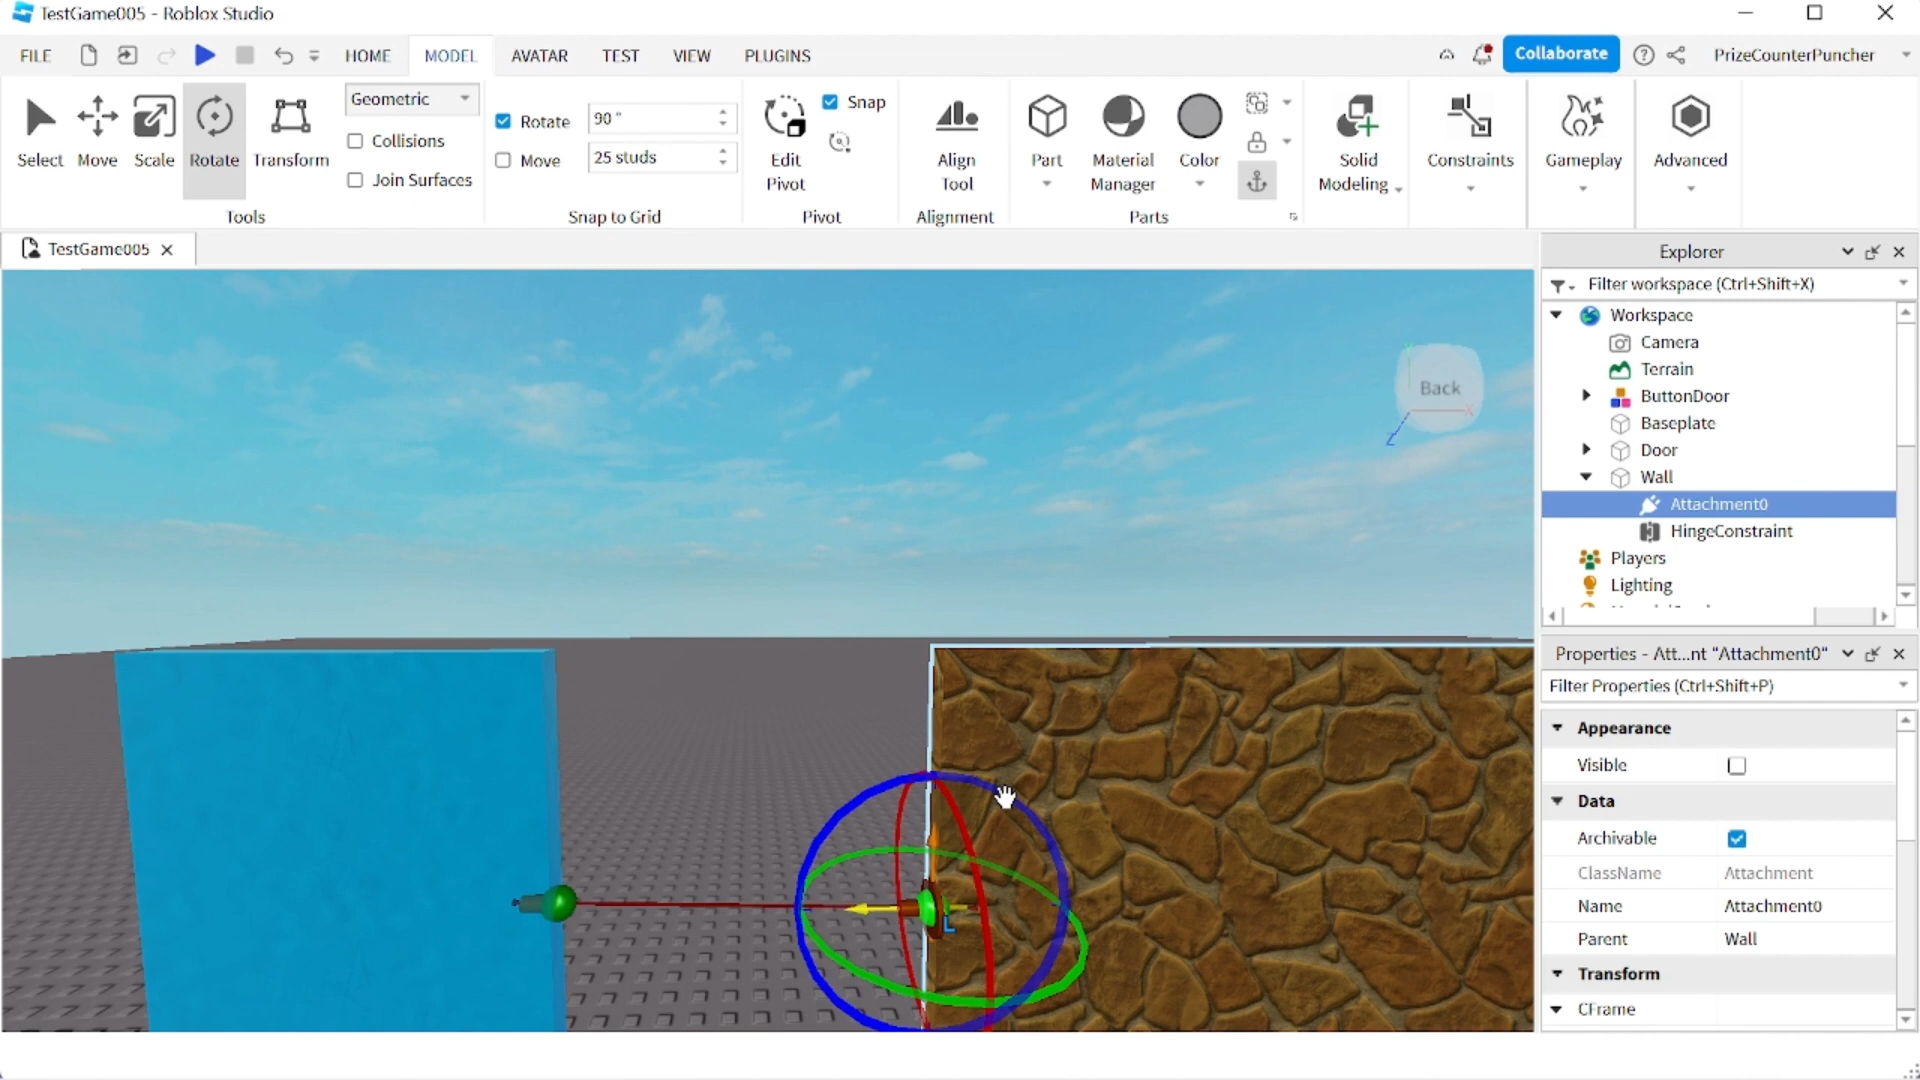 TestGame005 - Roblox Studio
FILE HOME MODEL AVATAR TEST VIEW PLUGINS Collaborate PrizeCounterPuncher
Select Move Scale Rotate Transform
Geometric
Collisions
Join Surfaces
Tools
Rotate 90 °
Move 25 studs
Snap to Grid
Edit Pivot
Snap
Pivot
Align Tool
Alignment
Part
Material Manager
Color
Parts
Solid Modeling
Constraints
Gameplay
Advanced
TestGame005
Back
X
Z
Explorer
Filter workspace (Ctrl+Shift+X)
Workspace
Camera
Terrain
ButtonDoor
Baseplate
Door
Wall
Attachment0
HingeConstraint
Players
Lighting
Properties - Att...nt "Attachment0"
Filter Properties (Ctrl+Shift+P)
Appearance
Visible
Data
Archivable
ClassName Attachment
Name Attachment0
Parent Wall
Transform
CFrame